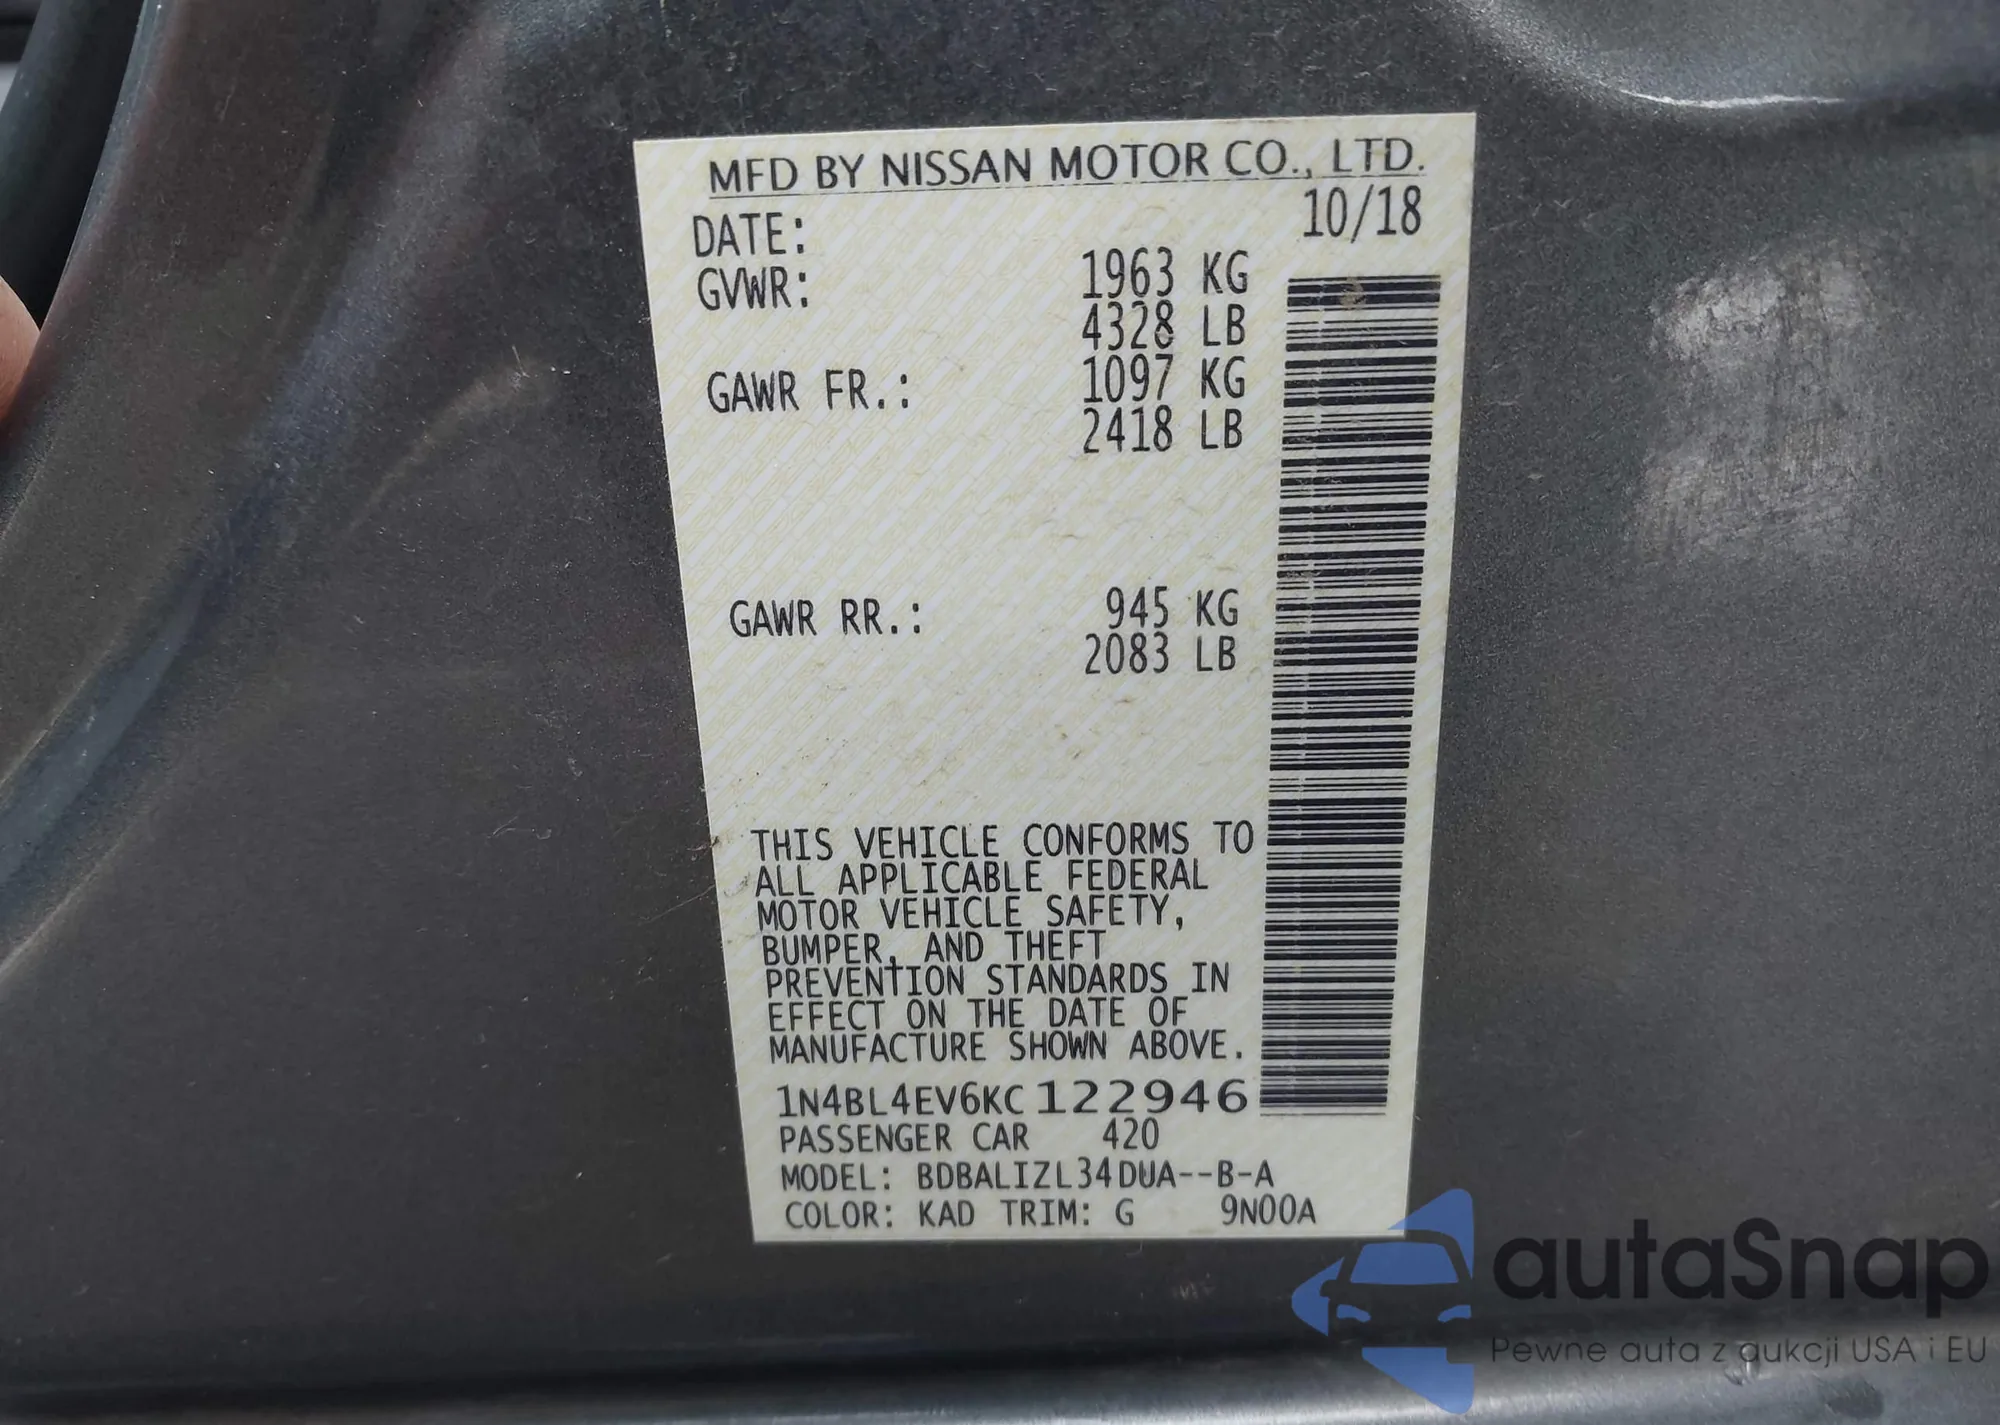 MFD BY NISSAN MOTOR CO., LTD.
DATE: 10/18
GVWR: 1963 KG
4328 LB
GAWR FR.: 1097 KG
2418 LB
GAWR RR.: 945 KG
2083 LB
THIS VEHICLE CONFORMS TO
ALL APPLICABLE FEDERAL
MOTOR VEHICLE SAFETY,
BUMPER, AND THEFT
PREVENTION STANDARDS IN
EFFECT ON THE DATE OF
MANUFACTURE SHOWN ABOVE.
1N4BL4EV6KC122946
PASSENGER CAR 420
MODEL: BDBALIZL34DUA--B-A
COLOR: KAD TRIM: G 9N00A
autaSnap
Pewne auta z aukcji USA i EU